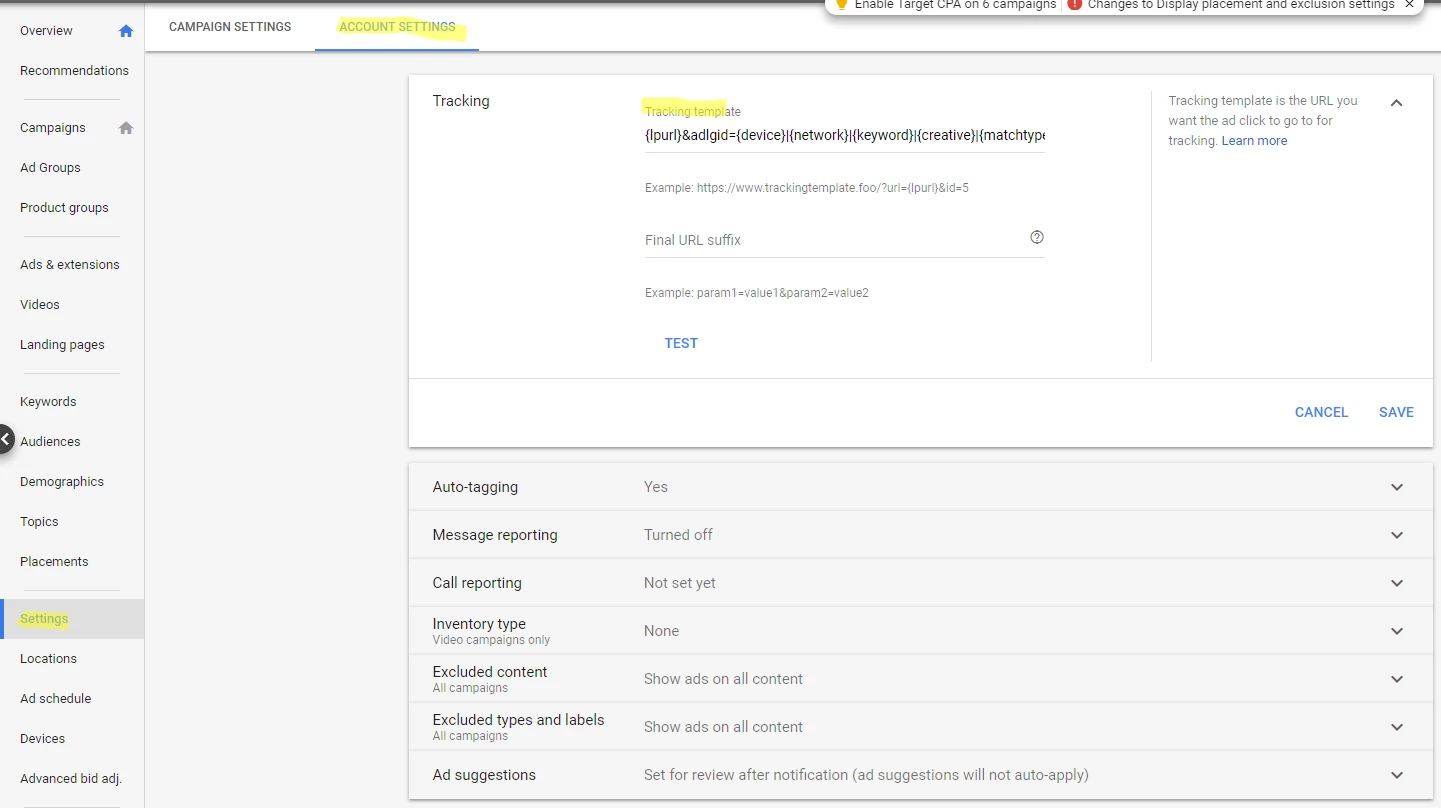 Enable Target CPA on 6 campaigns
Changes to Display placement and exclusion settings
Overview
Recommendations
Campaigns
Ad Groups
Product groups
Ads & extensions
Videos
Landing pages
Keywords
Audiences
Demographics
Topics
Placements
Settings
Locations
Ad schedule
Devices
Advanced bid adj.
CAMPAIGN SETTINGS
ACCOUNT SETTINGS
Tracking
Tracking template
{lpurl}&adlgid={device}|{network}|{keyword}|{creative}|{matchtype
Example: https://www.trackingtemplate.foo/?url={lpurl}&id=5
Final URL suffix
Example: param1=value1&param2=value2
TEST
Tracking template is the URL you
want the ad click to go to for
tracking. Learn more
CANCEL SAVE
Auto-tagging Yes
Message reporting Turned off
Call reporting Not set yet
Inventory type None
Video campaigns only
Excluded content Show ads on all content
All campaigns
Excluded types and labels Show ads on all content
All campaigns
Ad suggestions Set for review after notification (ad suggestions will not auto-apply)